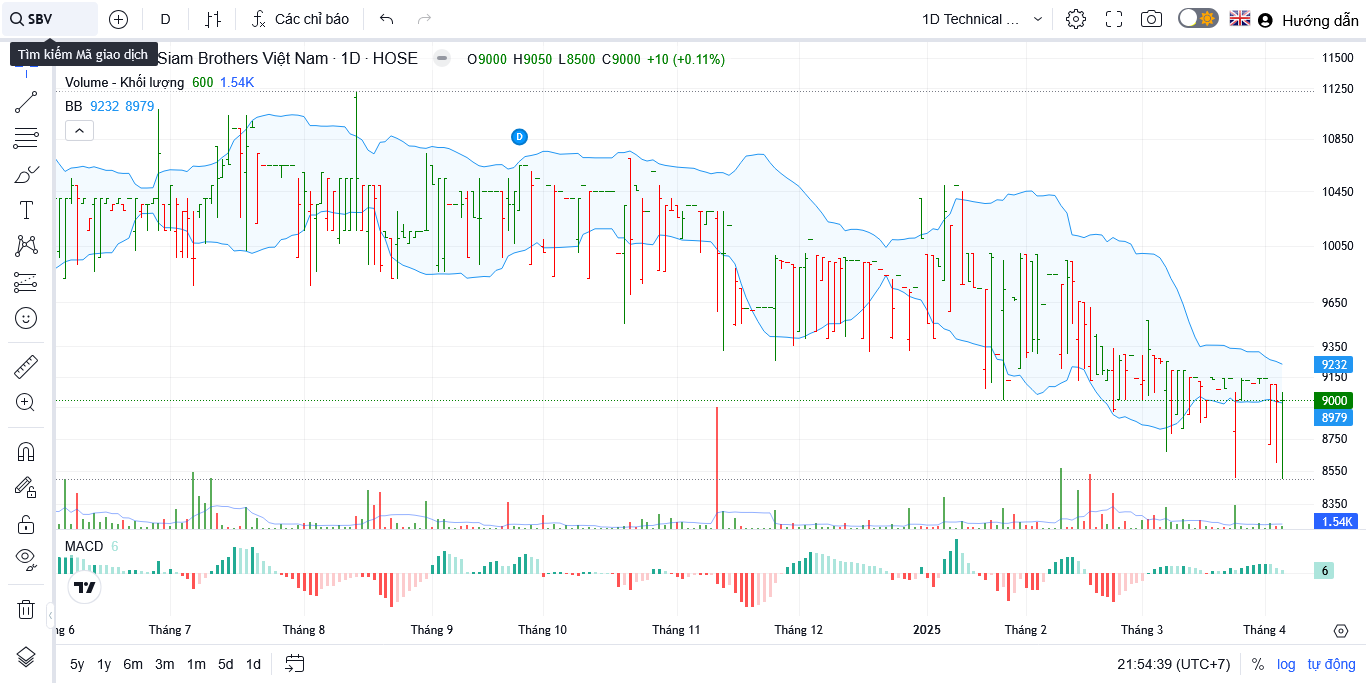 SBV D Các chỉ báo 1D Technical ... Hướng dẫn
Tìm kiếm Mã giao dịch
Siam Brothers Việt Nam · 1D · HOSE O9000 H9050 L8500 C9000 +10 (+0.11%)
Volume - Khối lượng 600 1.54K
BB 9232 8979
D
11500
11250
10850
10450
10050
9650
9350
9232
9150
9000
8979
8750
8550
8350
1.54K
MACD 6
6
ng 6 Tháng 7 Tháng 8 Tháng 9 Tháng 10 Tháng 11 Tháng 12 2025 Tháng 2 Tháng 3 Tháng 4
5y 1y 6m 3m 1m 5d 1d 21:54:39 (UTC+7) % log tự động